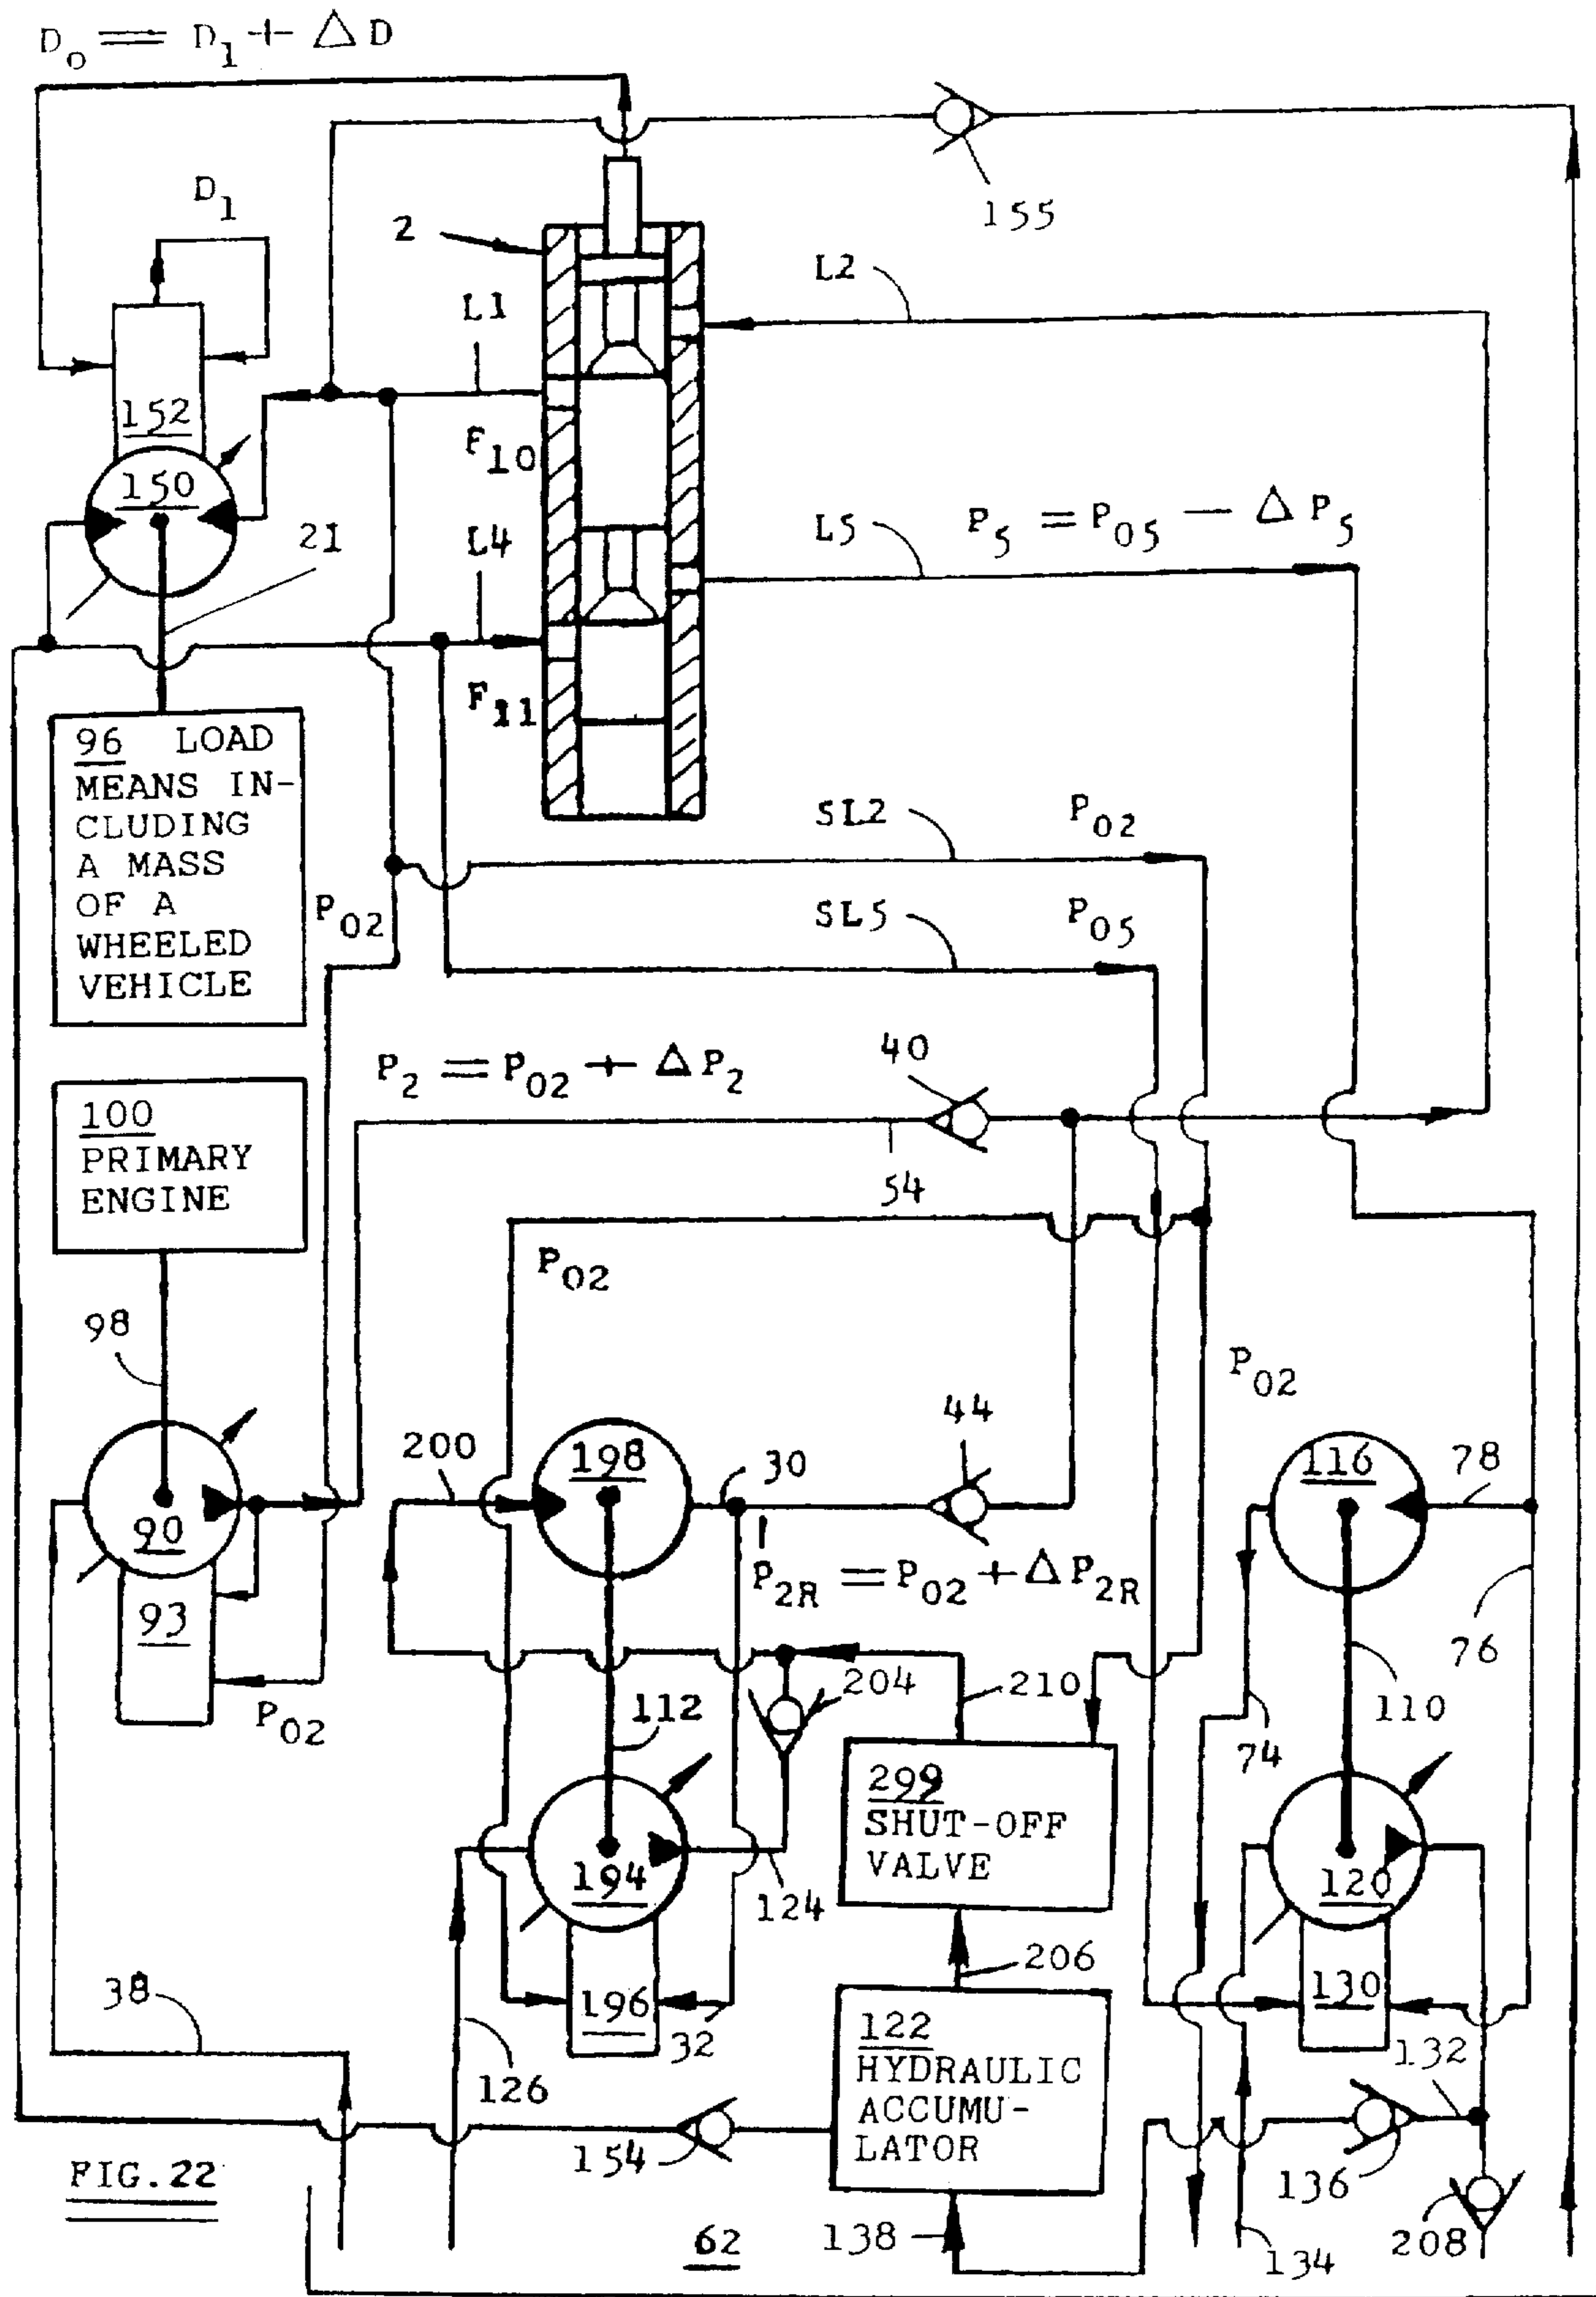 D₀ = D₁ + ΔD
155
D₁
2
L2
L1
152
F₁₀
150
L5
P₅ = P₀₅ − ΔP₅
21
L4
F₁₁
96 LOAD
MEANS IN-
CLUDING
A MASS
OF A
WHEELED
VEHICLE
SL2
P₀₂
P₀₂
SL5
P₀₅
40
P₂ = P₀₂ + ΔP₂
100
PRIMARY
ENGINE
54
P₀₂
98
P₀₂
44
200
198
30
116
78
90
P₂R = P₀₂ + ΔP₂R
93
76
204
210
112
110
P₀₂
74
299
SHUT-OFF
VALVE
194
120
124
206
38
196
130
32
122
HYDRAULIC
ACCUMU-
LATOR
132
126
154
136
FIG.22
62
138
134
208